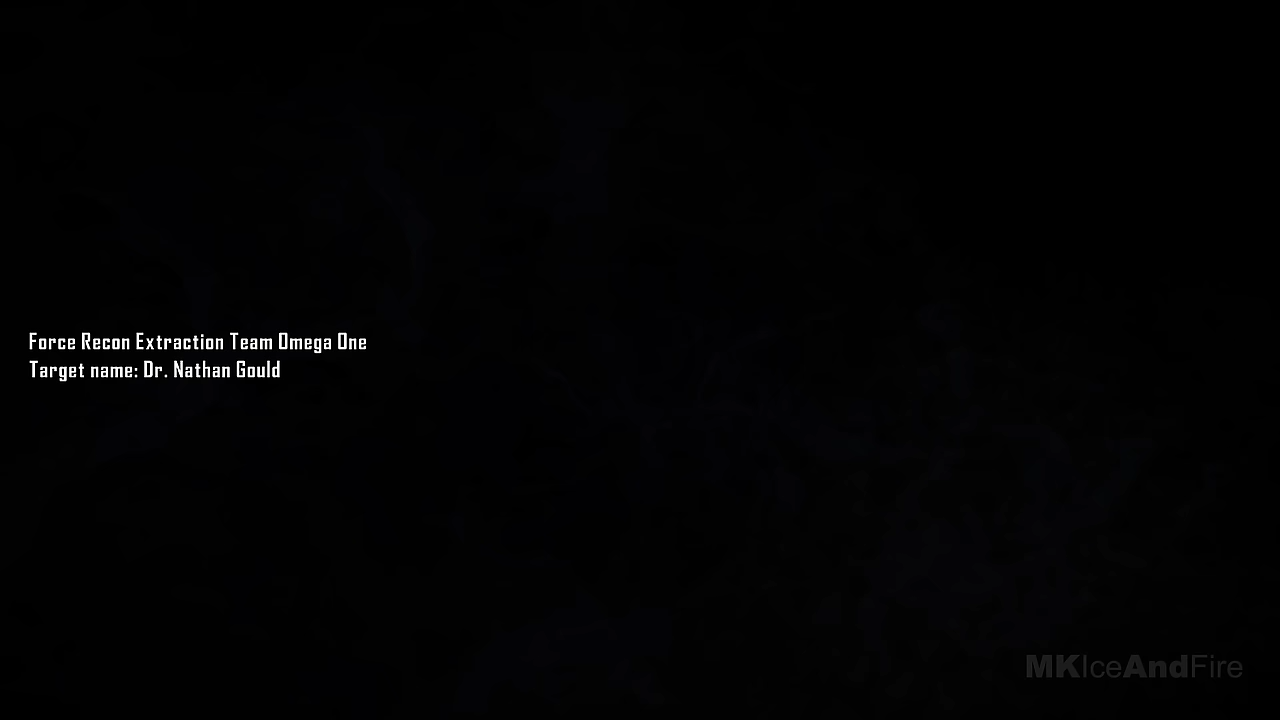 Force Recon Extraction Team Omega One
Target name: Dr. Nathan Gould
MKIceAndFire